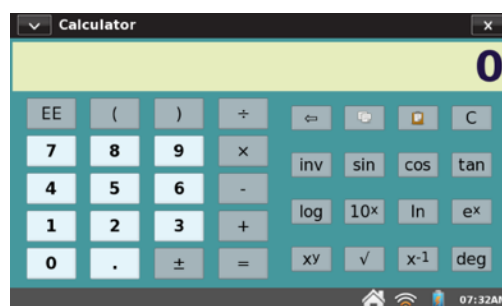 Calculator x
0
EE ( ) ÷ ⇦ C
7 8 9 × inv sin cos tan
4 5 6 -
log 10x ln ex
1 2 3 +
0 . ± = xy √ x-1 deg
07:32AM